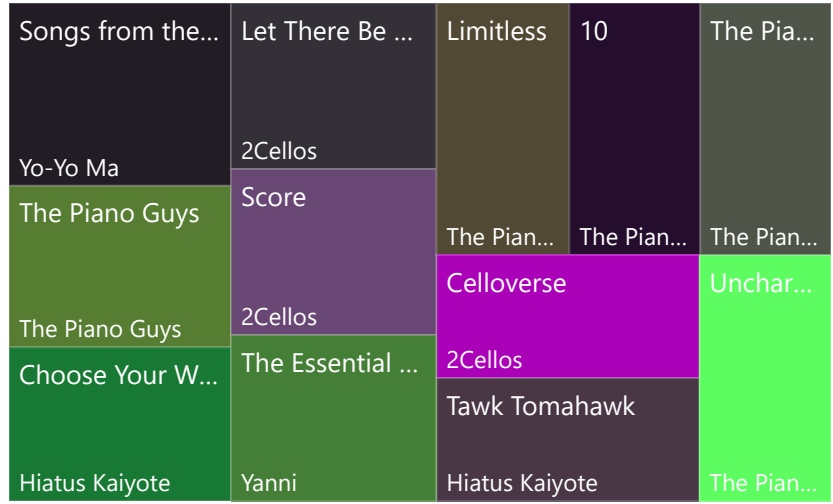 Songs from the...
Yo-Yo Ma
Let There Be ...
2Cellos
Limitless
The Pian...
10
The Pian...
The Pia...
The Pian...
The Piano Guys
The Piano Guys
Score
2Cellos
Celloverse
2Cellos
Unchar...
The Pian...
Choose Your W...
Hiatus Kaiyote
The Essential ...
Yanni
Tawk Tomahawk
Hiatus Kaiyote